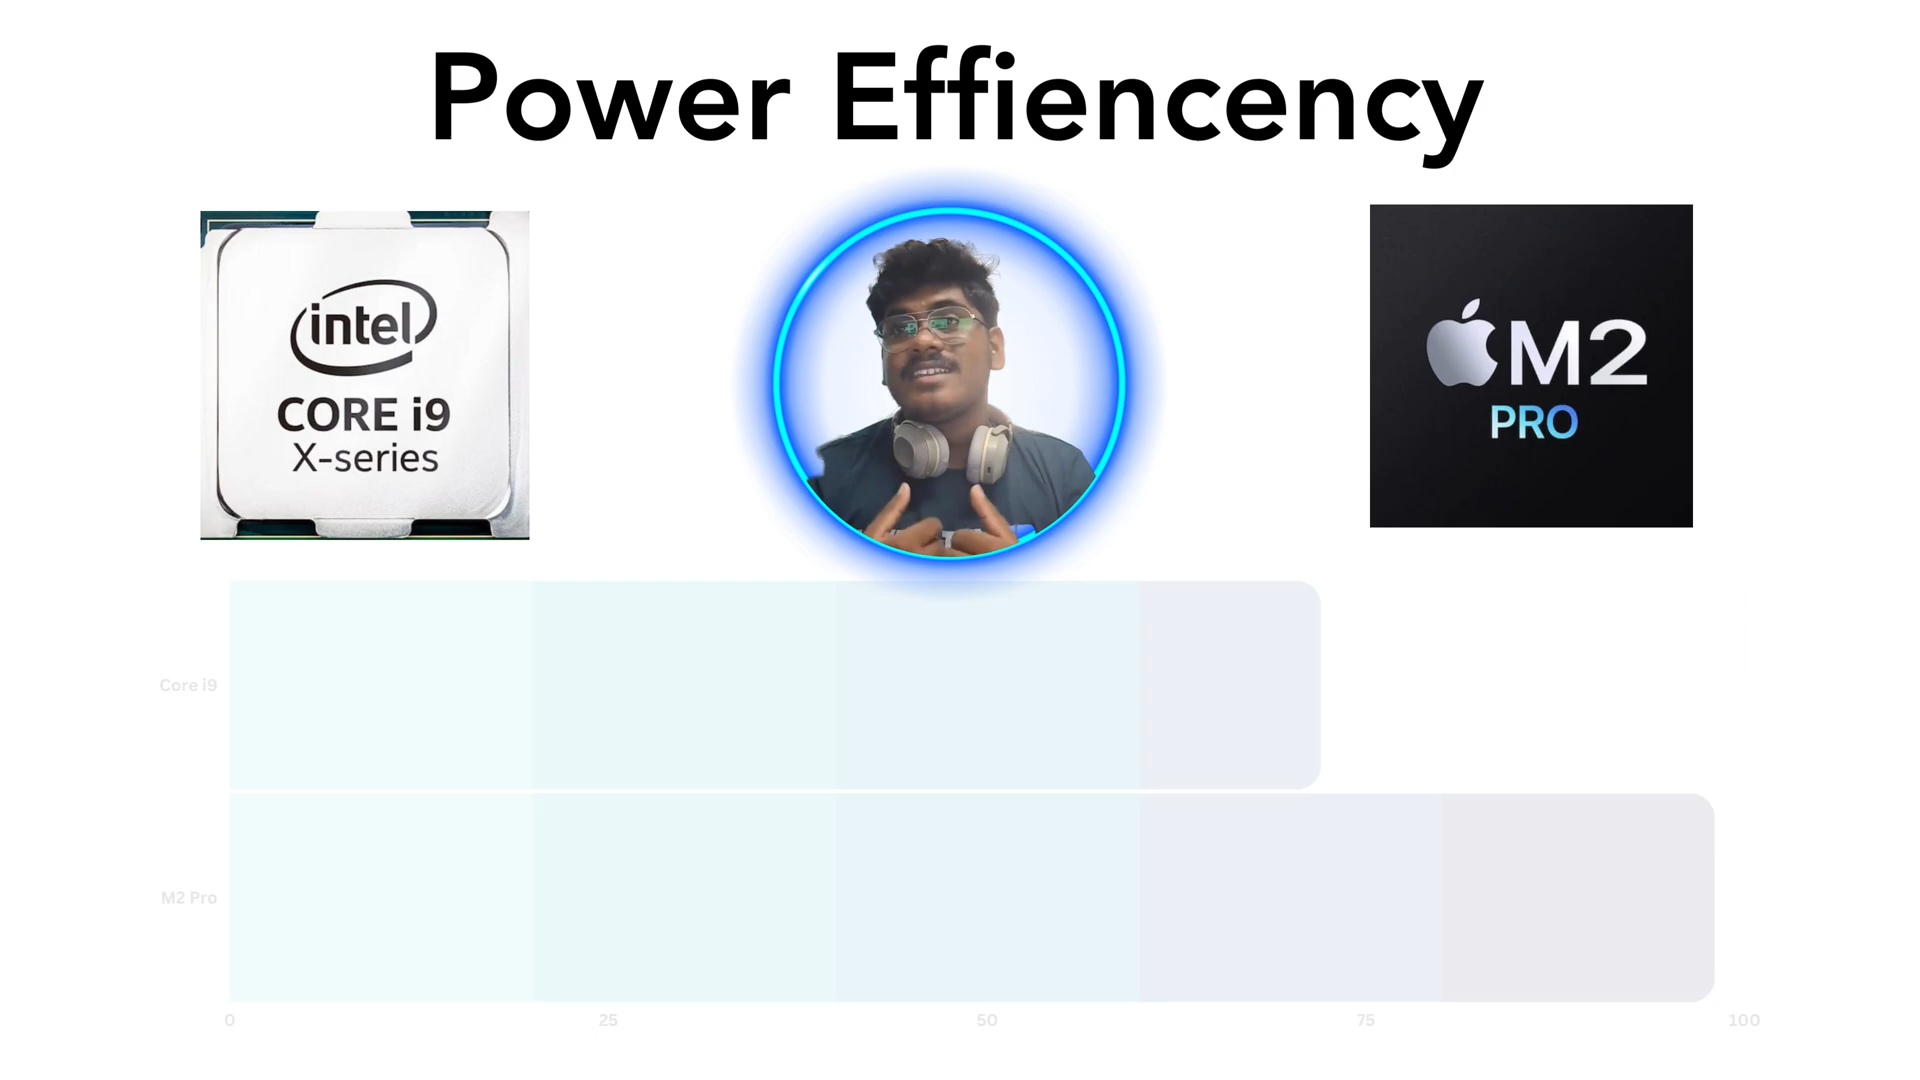 Power Effiencency
intel
CORE i9
X-series
M2
PRO
Core i9
M2 Pro
0 25 50 75 100